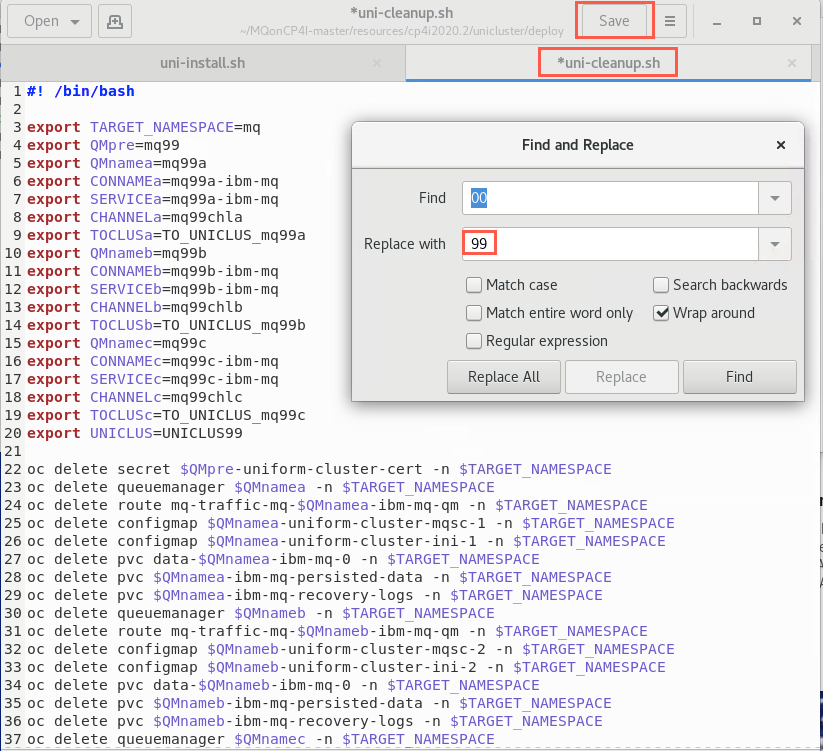 Open
*uni-cleanup.sh
~/MQonCP4I-master/resources/cp4i2020.2/unicluster/deploy
Save
uni-install.sh
*uni-cleanup.sh
1 #! /bin/bash
2
3 export TARGET_NAMESPACE=mq
4 export QMpre=mq99
5 export QMnamea=mq99a
6 export CONNAMEa=mq99a-ibm-mq
7 export SERVICEa=mq99a-ibm-mq
8 export CHANNELa=mq99chla
9 export TOCLUSa=TO_UNICLUS_mq99a
10 export QMnameb=mq99b
11 export CONNAMEb=mq99b-ibm-mq
12 export SERVICEb=mq99b-ibm-mq
13 export CHANNELb=mq99chlb
14 export TOCLUSb=TO_UNICLUS_mq99b
15 export QMnamec=mq99c
16 export CONNAMEc=mq99c-ibm-mq
17 export SERVICEc=mq99c-ibm-mq
18 export CHANNELc=mq99chlc
19 export TOCLUSc=TO_UNICLUS_mq99c
20 export UNICLUS=UNICLUS99
21
22 oc delete secret $QMpre-uniform-cluster-cert -n $TARGET_NAMESPACE
23 oc delete queuemanager $QMnamea -n $TARGET_NAMESPACE
24 oc delete route mq-traffic-mq-$QMnamea-ibm-mq-qm -n $TARGET_NAMESPACE
25 oc delete configmap $QMnamea-uniform-cluster-mqsc-1 -n $TARGET_NAMESPACE
26 oc delete configmap $QMnamea-uniform-cluster-ini-1 -n $TARGET_NAMESPACE
27 oc delete pvc data-$QMnamea-ibm-mq-0 -n $TARGET_NAMESPACE
28 oc delete pvc $QMnamea-ibm-mq-persisted-data -n $TARGET_NAMESPACE
29 oc delete pvc $QMnamea-ibm-mq-recovery-logs -n $TARGET_NAMESPACE
30 oc delete queuemanager $QMnameb -n $TARGET_NAMESPACE
31 oc delete route mq-traffic-mq-$QMnameb-ibm-mq-qm -n $TARGET_NAMESPACE
32 oc delete configmap $QMnameb-uniform-cluster-mqsc-2 -n $TARGET_NAMESPACE
33 oc delete configmap $QMnameb-uniform-cluster-ini-2 -n $TARGET_NAMESPACE
34 oc delete pvc data-$QMnameb-ibm-mq-0 -n $TARGET_NAMESPACE
35 oc delete pvc $QMnameb-ibm-mq-persisted-data -n $TARGET_NAMESPACE
36 oc delete pvc $QMnameb-ibm-mq-recovery-logs -n $TARGET_NAMESPACE
37 oc delete queuemanager $QMnamec -n $TARGET_NAMESPACE
Find and Replace
Find 00
Replace with 99
Match case
Search backwards
Match entire word only
Wrap around
Regular expression
Replace All
Replace
Find